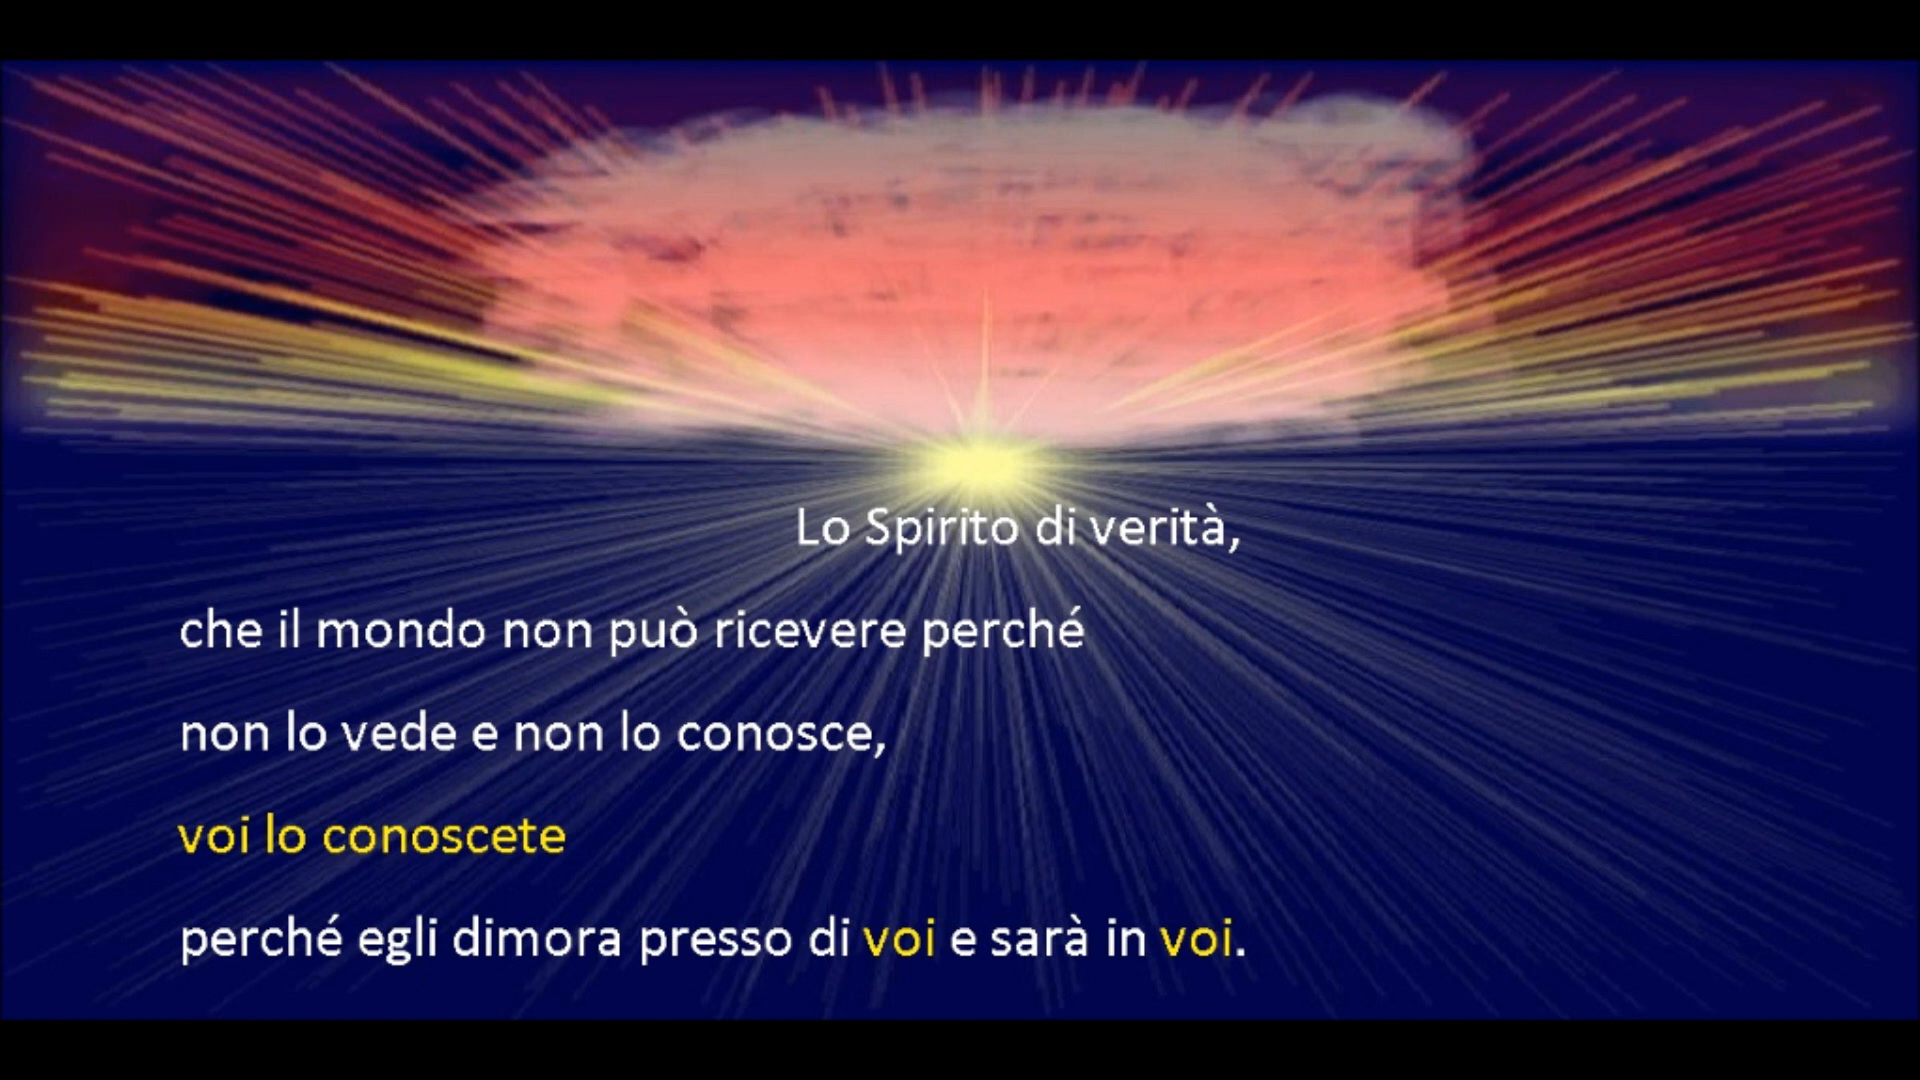 Lo Spirito di verità,
che il mondo non può ricevere perché
non lo vede e non lo conosce,
voi lo conoscete
perché egli dimora presso di voi e sarà in voi.